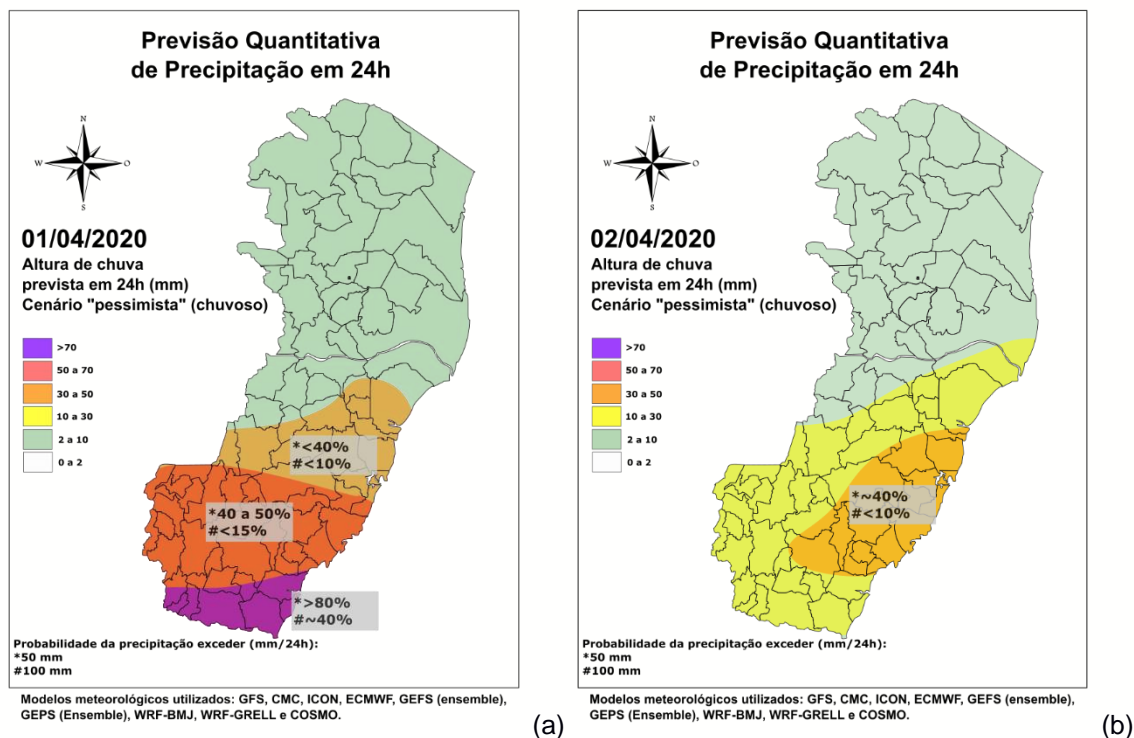 Previsão Quantitativa
de Precipitação em 24h
N
W
O
S
01/04/2020
Altura de chuva
prevista em 24h (mm)
Cenário "pessimista" (chuvoso)
>70
50 a 70
30 a 50
10 a 30
2 a 10
0 a 2
*<40%
#<10%
*40 a 50%
#<15%
*>80%
#~40%
Probabilidade da precipitação exceder (mm/24h):
*50 mm
#100 mm
Modelos meteorológicos utilizados: GFS, CMC, ICON, ECMWF, GEFS (ensemble),
GEPS (Ensemble), WRF-BMJ, WRF-GRELL e COSMO.
(a)
Previsão Quantitativa
de Precipitação em 24h
N
W
O
S
02/04/2020
Altura de chuva
prevista em 24h (mm)
Cenário "pessimista" (chuvoso)
>70
50 a 70
30 a 50
10 a 30
2 a 10
0 a 2
*~40%
#<10%
Probabilidade da precipitação exceder (mm/24h):
*50 mm
#100 mm
Modelos meteorológicos utilizados: GFS, CMC, ICON, ECMWF, GEFS (ensemble),
GEPS (Ensemble), WRF-BMJ, WRF-GRELL e COSMO.
(b)